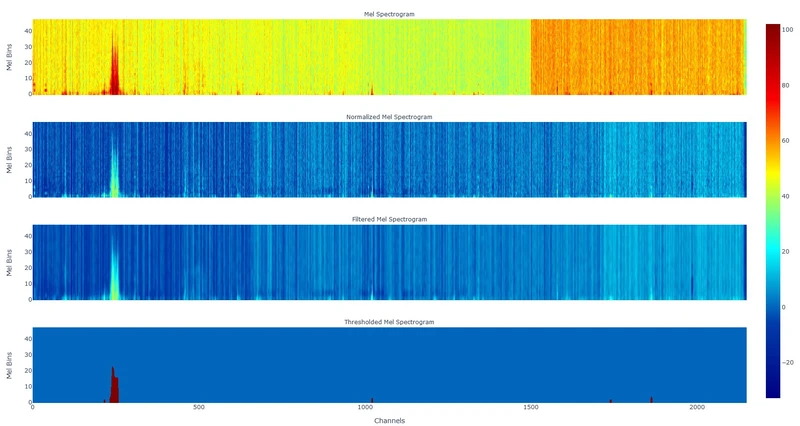 Mel Spectrogram
Mel Bins
40
30
20
10
0
Normalized Mel Spectrogram
Mel Bins
40
30
20
10
0
Filtered Mel Spectrogram
Mel Bins
40
30
20
10
0
Thresholded Mel Spectrogram
Mel Bins
40
30
20
10
0
0 500 1000 1500 2000
Channels
100
80
60
40
20
0
−20